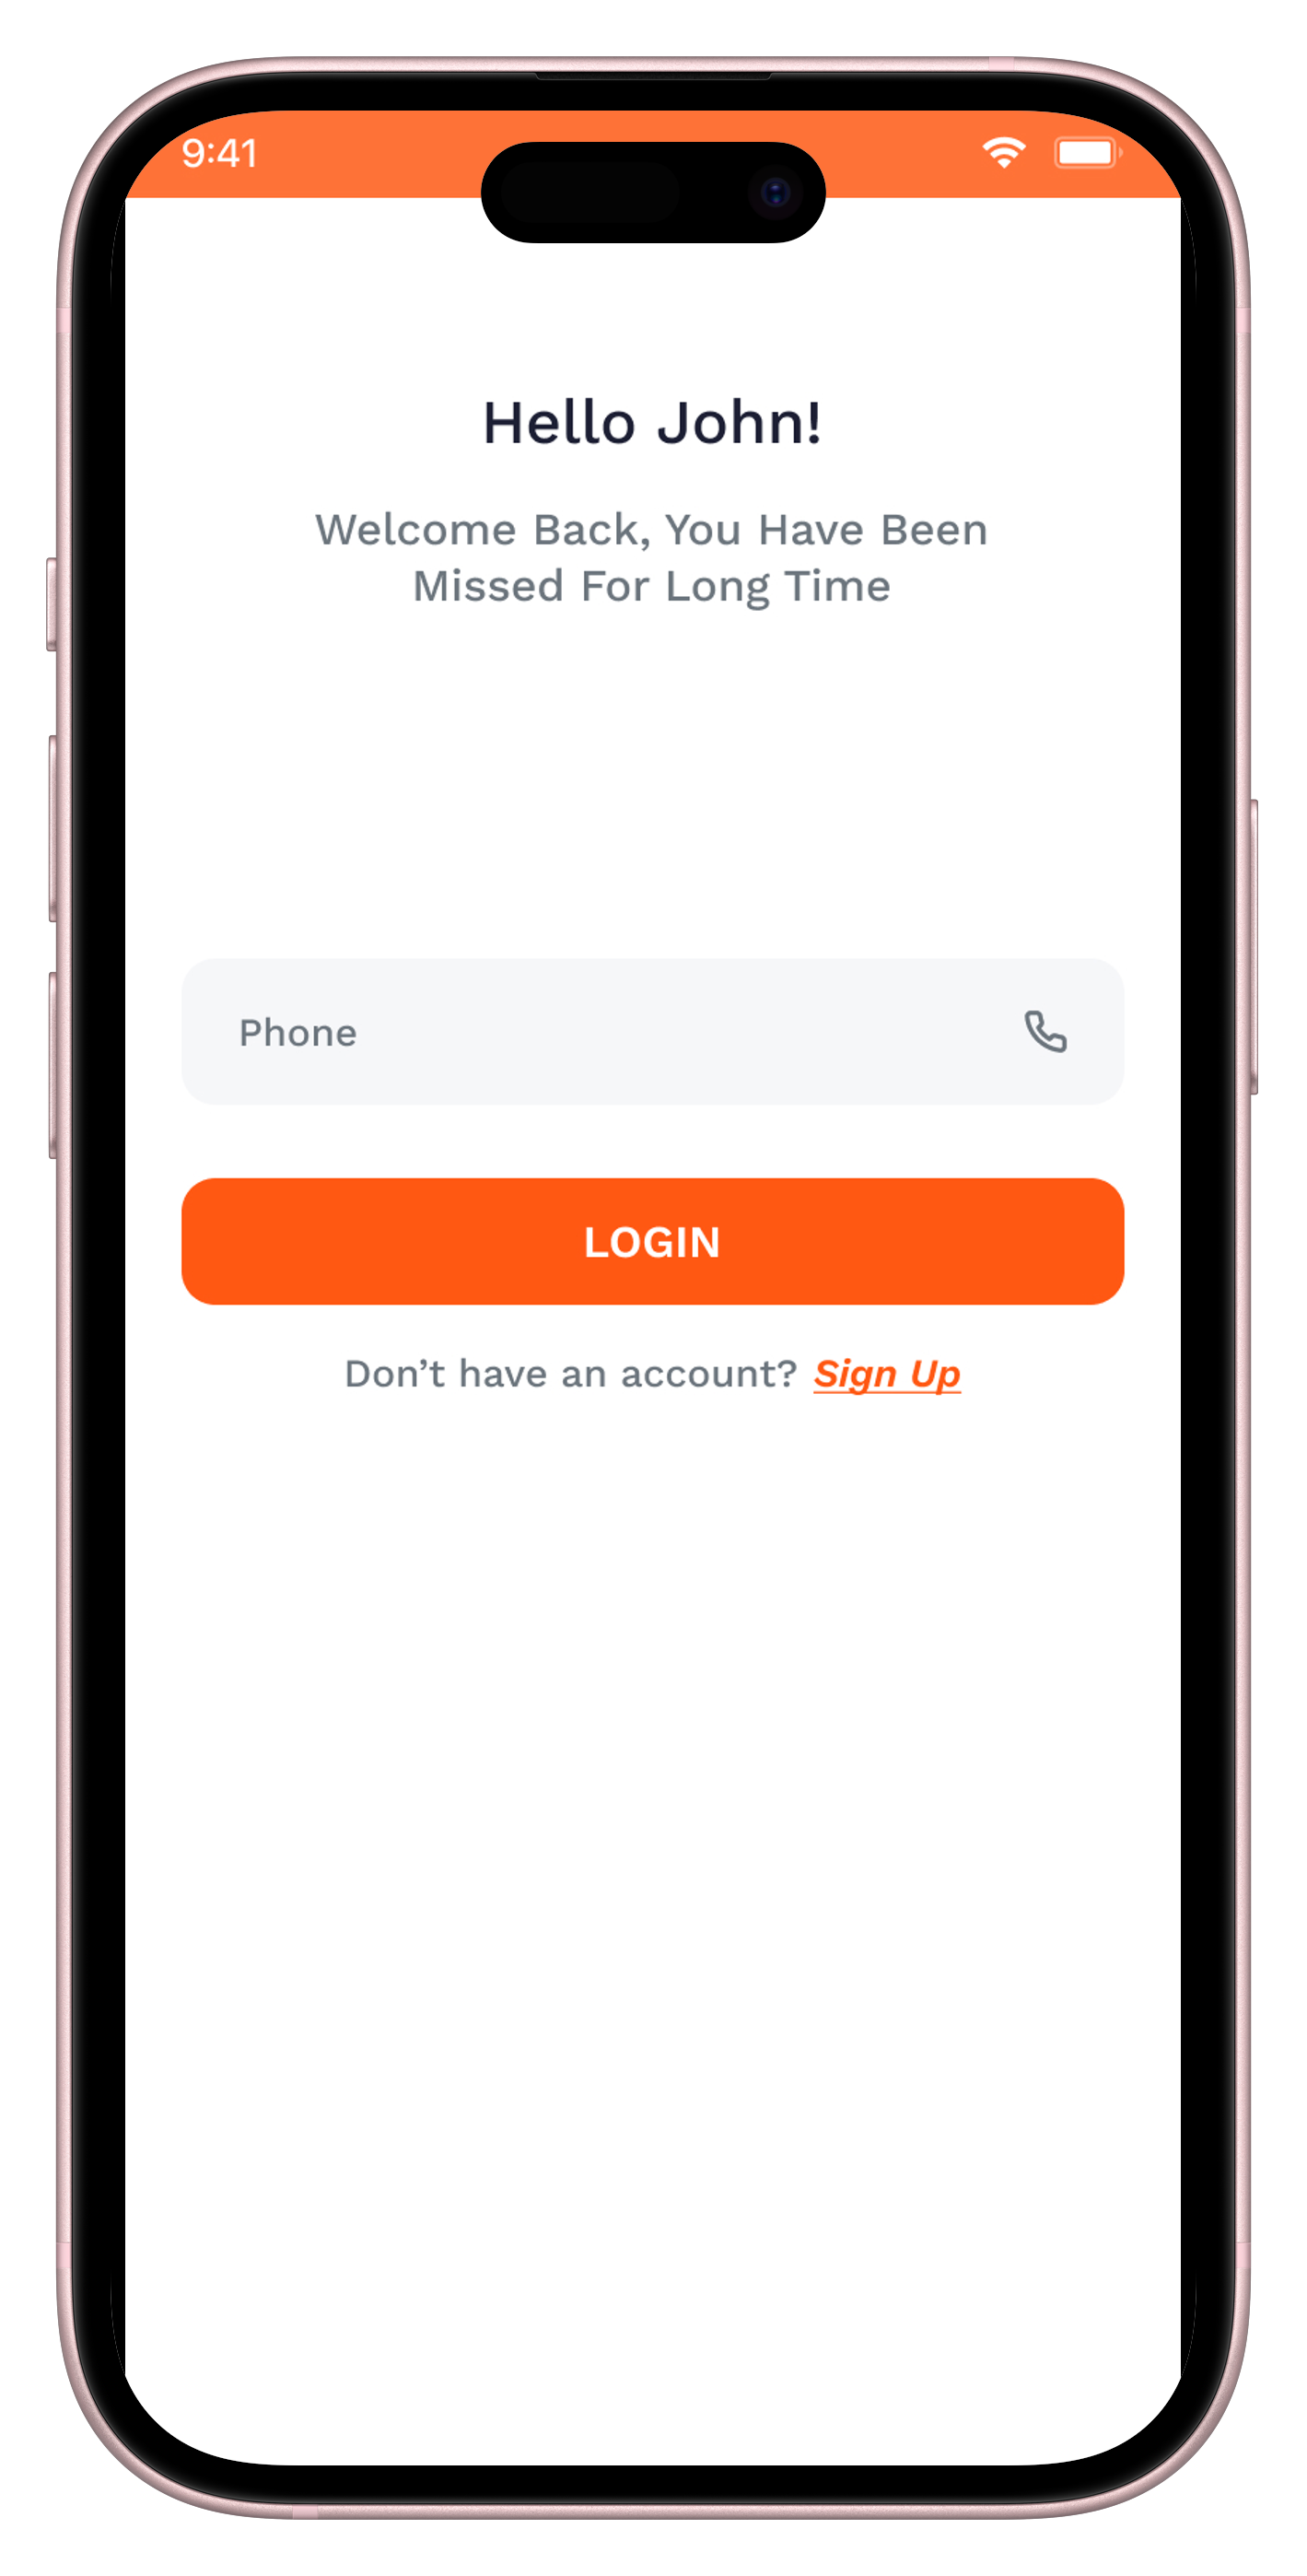 9:41
Hello John!
Welcome Back, You Have Been
Missed For Long Time
Phone
LOGIN
Don’t have an account? Sign Up